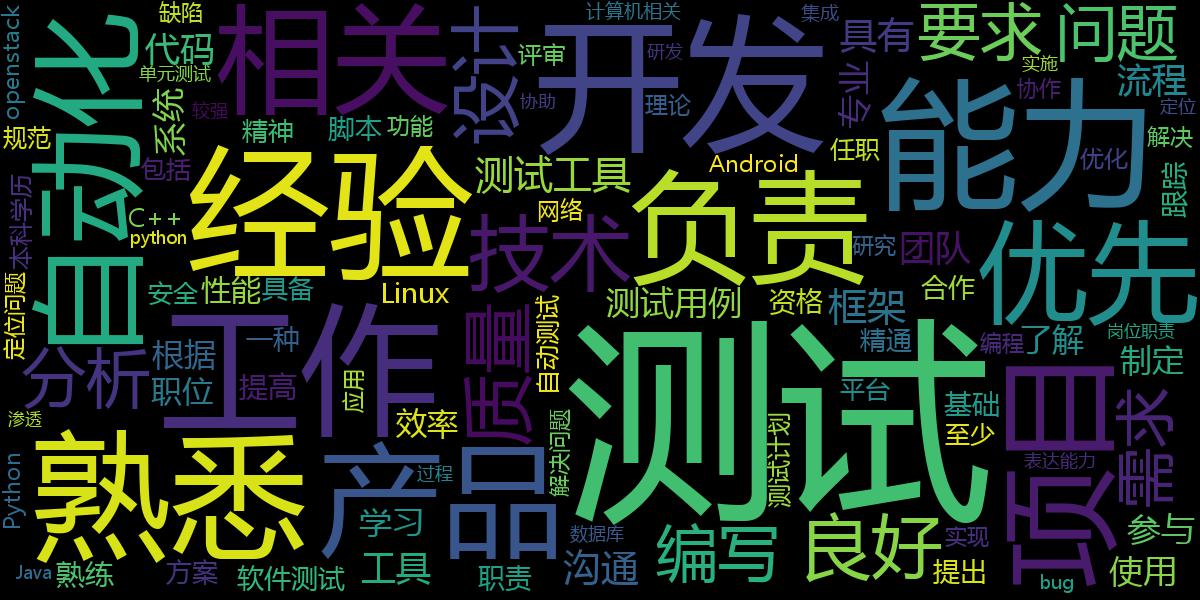 openstack
缺陷
代码
单元测试
较强
相关
设计
评审
计算机相关
研发
协助
理论
开发
集成
具有
专业
要求
问题
流程
实施
协作
定位
自动化
系统
规范
包括
精神
脚本
功能
经验
测试工具
Android
任职
能力
优化
解决
跟踪
本科学历
C++
python
网络
技术
负责
研究
团队
优先
安全
性能
具备
Linux
测试用例
资格
框架
合作
定位问题
分析
根据
职位
一种
提高
工作
应用
效率
质量
自动测试
测试
精通
编程
了解
岗位职责
制定
平台
基础
至少
项目
需求
表达能力
渗透
Python
熟悉
产品
过程
解决问题
测试计划
学习
编写
良好
实现
参与
数据库
Java
熟练
方案
软件测试
工具
职责
沟通
提出
bug
使用